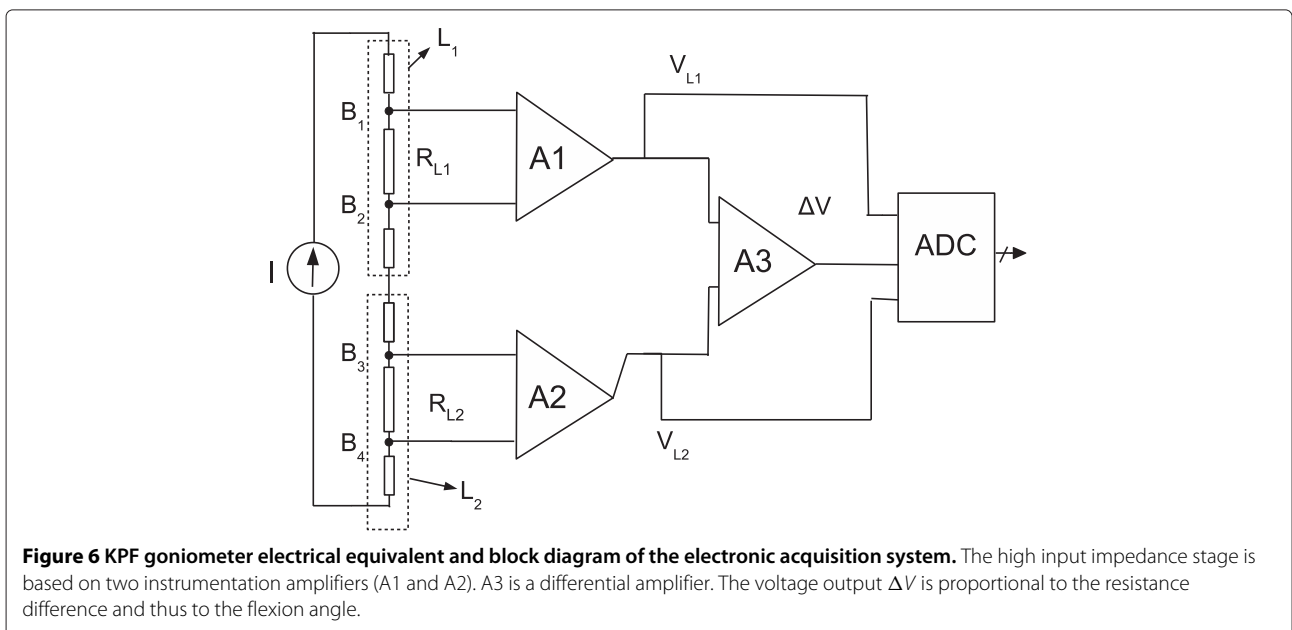 L1
VL1
B1
A1
RL1
B2
ΔV
ADC
A3
I
B3
A2
RL2
B4
VL2
L2
Figure 6 KPF goniometer electrical equivalent and block diagram of the electronic acquisition system. The high input impedance stage is
based on two instrumentation amplifiers (A1 and A2). A3 is a differential amplifier. The voltage output ΔV is proportional to the resistance
difference and thus to the flexion angle.